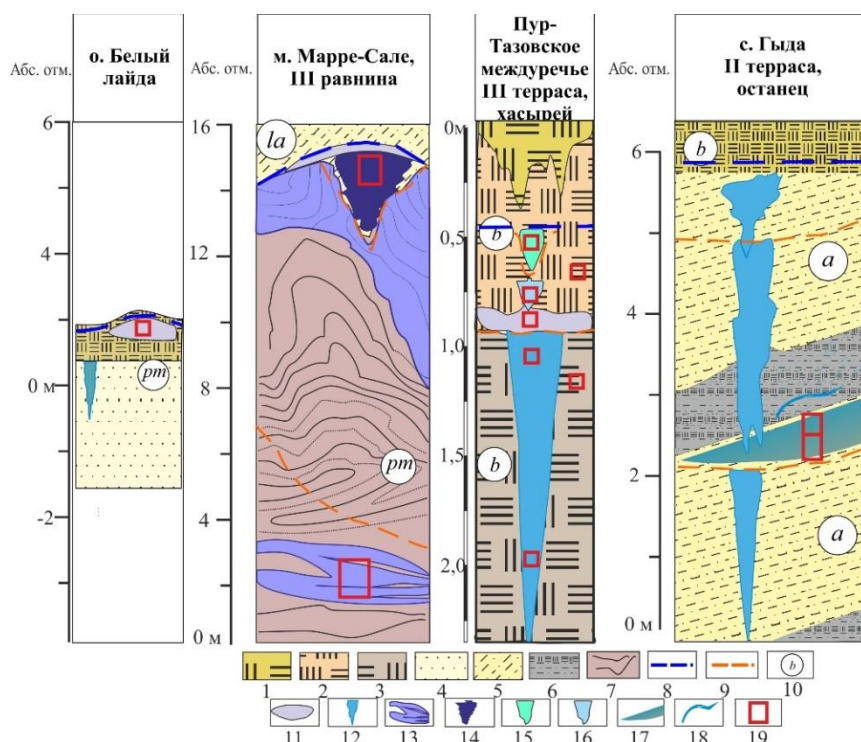 о. Белый
лайда
м. Марре-Сале,
III равнина
Пур-
Тазовское
междуречье
III терраса,
хасырей
с. Гыда
II терраса,
останец
Абс. отм.
6
4
2
0 м
-2
pm
Абс. отм.
16
12
8
4
0 м
la
pm
0м
0,5
1,0
1,5
2,0
b
b
Абс. отм.
6
4
2
0 м
b
a
a
1
2
3
4
5
6
7
8
9
b
10
11
12
13
14
15
16
17
18
19